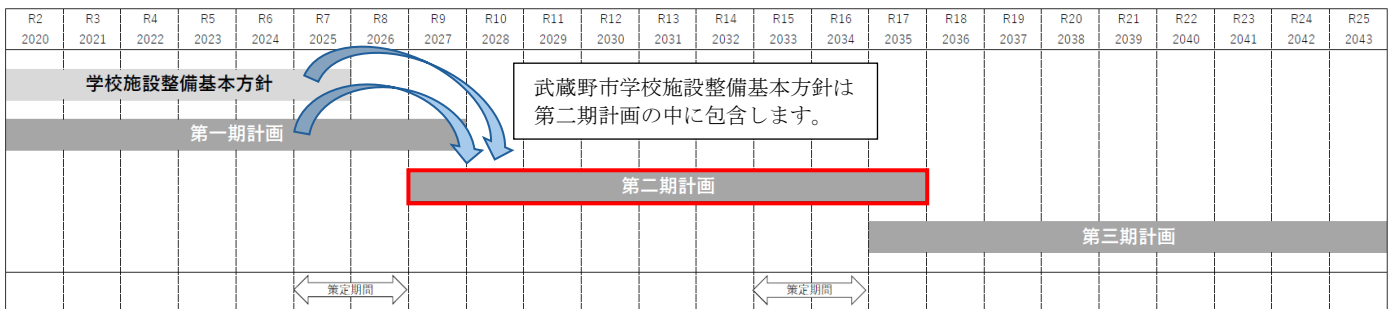 R2 R3 R4 R5 R6 R7 R8 R9 R10 R11 R12 R13 R14 R15 R16 R17 R18 R19 R20 R21 R22 R23 R24 R25
2020 2021 2022 2023 2024 2025 2026 2027 2028 2029 2030 2031 2032 2033 2034 2035 2036 2037 2038 2039 2040 2041 2042 2043
学校施設整備基本方針
武蔵野市学校施設整備基本方針は
第二期計画の中に包含します。
第一期計画
第二期計画
第三期計画
策定期間 策定期間